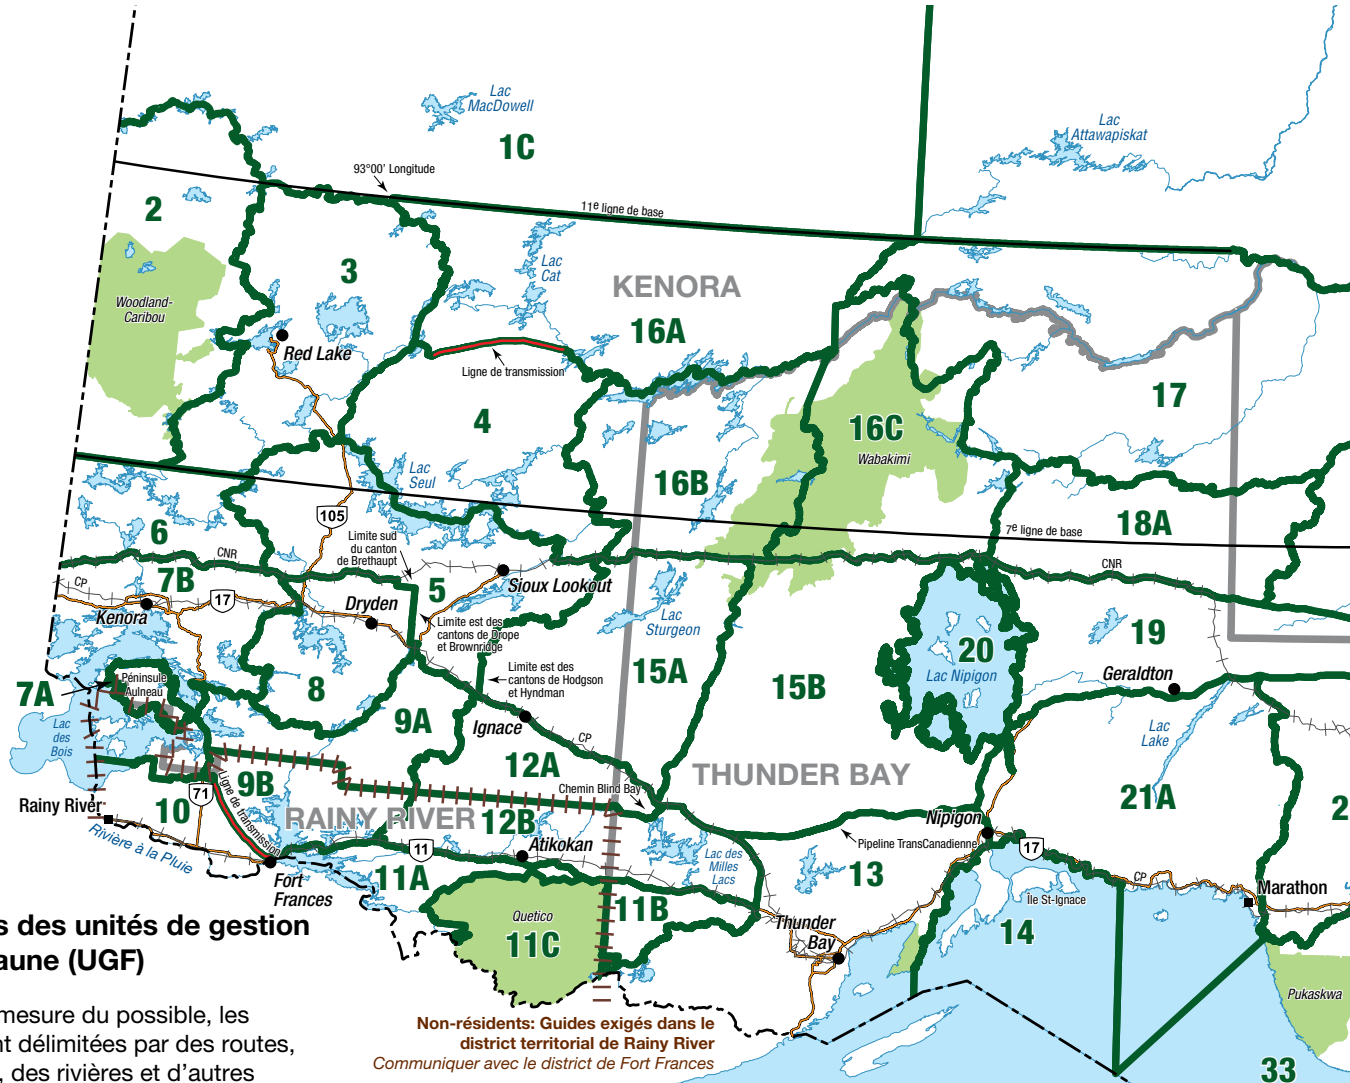 Lac
MacDowell
1C
Lac
Attawapiskat
93°00' Longitude
11e ligne de base
2
3
Lac
Cat
KENORA
16A
Woodland-
Caribou
Red Lake
Ligne de transmission
4
16C
Wabakimi
17
Lac
Seul
16B
105
7e ligne de base
18A
6
CNR
Limite sud
du canton
de Brethaupt
CNR
CP
7B
17
5
Sioux Lookout
Kenora
Dryden
Limite est des
cantons de Drope
et Brownridge
Lac
Sturgeon
20
Lac Nipigon
19
Péninsule
Aulneau
7A
8
Limite est des
cantons de Hodgson
et Hyndman
15A
15B
Geraldton
Lac
des
Bois
9A
Ignace
CP
Lac
Lake
12A
THUNDER BAY
Chemin Blind Bay
21A
Rainy River
10
71
9B
Ligne de transmission
RAINY RIVER
12B
Nipigon
2
Rivière à la Pluie
11
Atikokan
Lac des
Milles
Lacs
Pipeline TransCanadienne
17
13
CP
Fort
Frances
11A
Marathon
Île St-Ignace
Quetico
11C
11B
Thunder
Bay
14
s des unités de gestion
aune (UGF)
Pukaskwa
mesure du possible, les
nt délimitées par des routes,
, des rivières et d'autres
Non-résidents: Guides exigés dans le
district territorial de Rainy River
Communiquer avec le district de Fort Frances
33